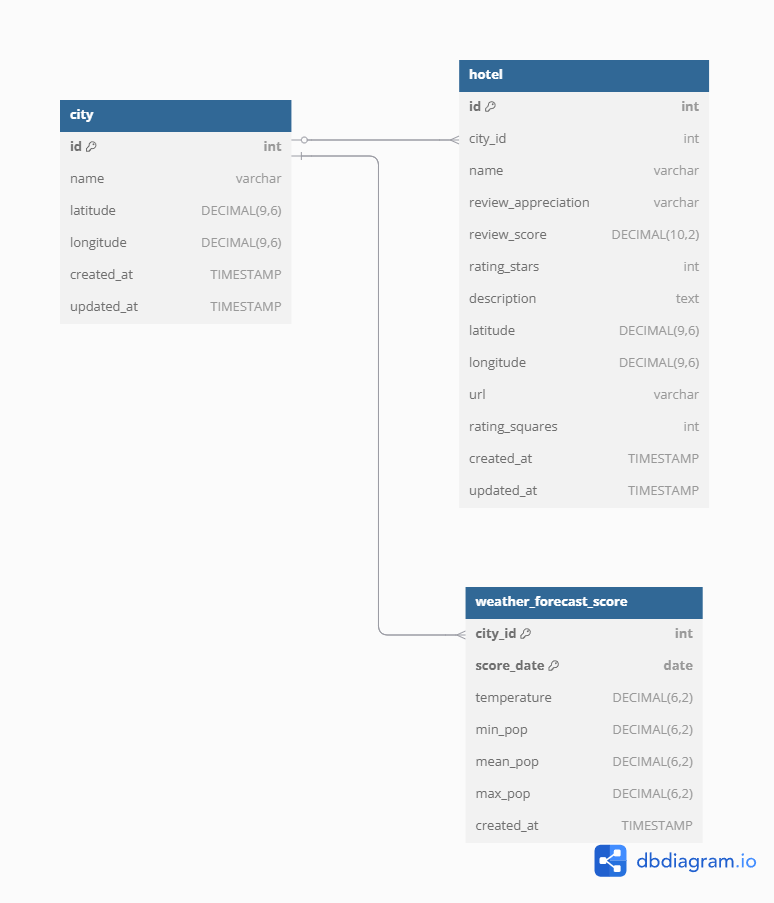 city
id int
name varchar
latitude DECIMAL(9,6)
longitude DECIMAL(9,6)
created_at TIMESTAMP
updated_at TIMESTAMP
hotel
id int
city_id int
name varchar
review_appreciation varchar
review_score DECIMAL(10,2)
rating_stars int
description text
latitude DECIMAL(9,6)
longitude DECIMAL(9,6)
url varchar
rating_squares int
created_at TIMESTAMP
updated_at TIMESTAMP
weather_forecast_score
city_id int
score_date date
temperature DECIMAL(6,2)
min_pop DECIMAL(6,2)
mean_pop DECIMAL(6,2)
max_pop DECIMAL(6,2)
created_at TIMESTAMP
dbdiagram.io